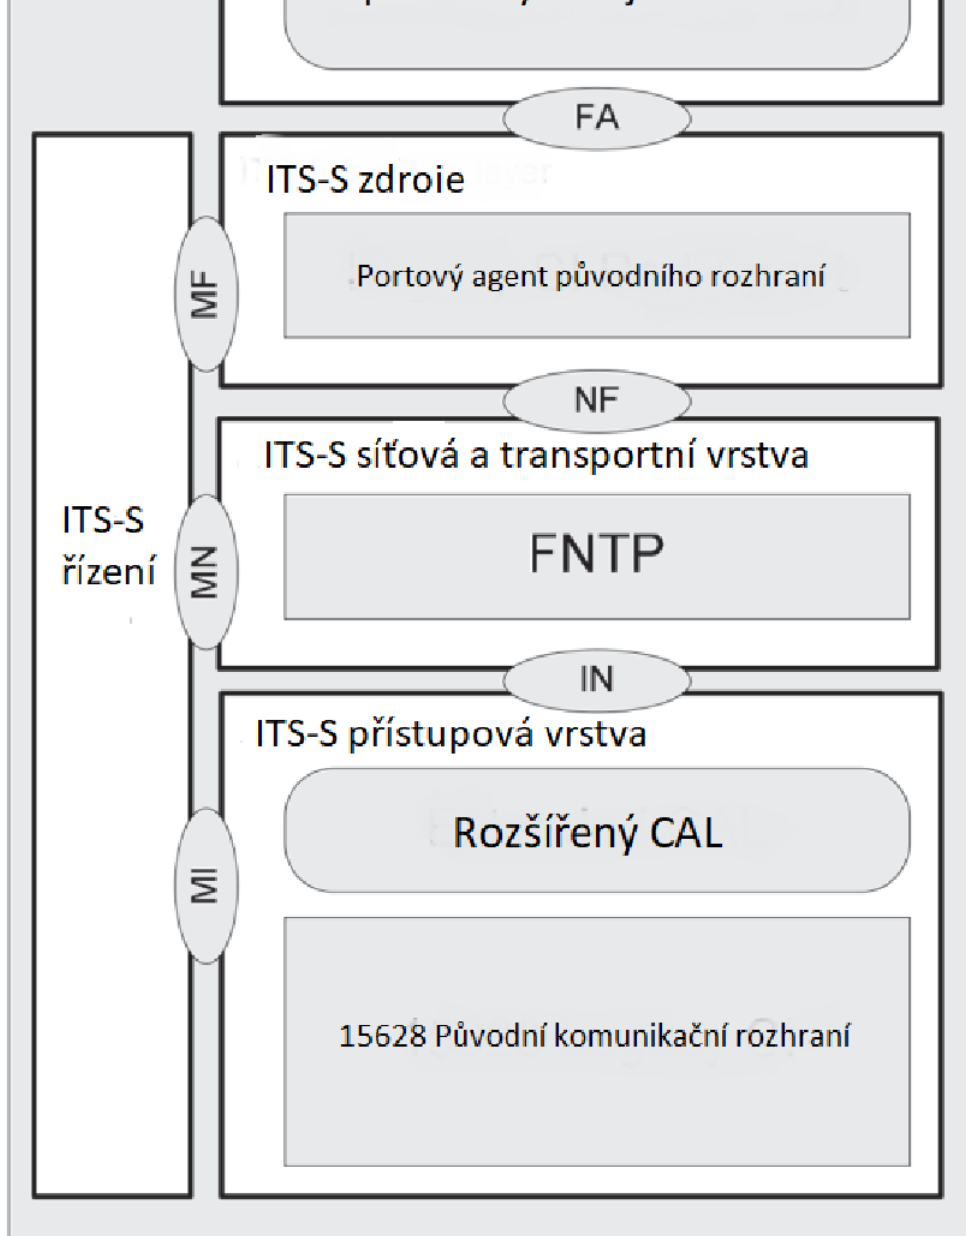 FA
ITS-S zdroie
Portový agent původního rozhraní
MF
NF
ITS-S síťová a transportní vrstva
FNTP
ITS-S
řízení
MN
IN
ITS-S přístupová vrstva
Rozšířený CAL
MI
15628 Původní komunikační rozhraní